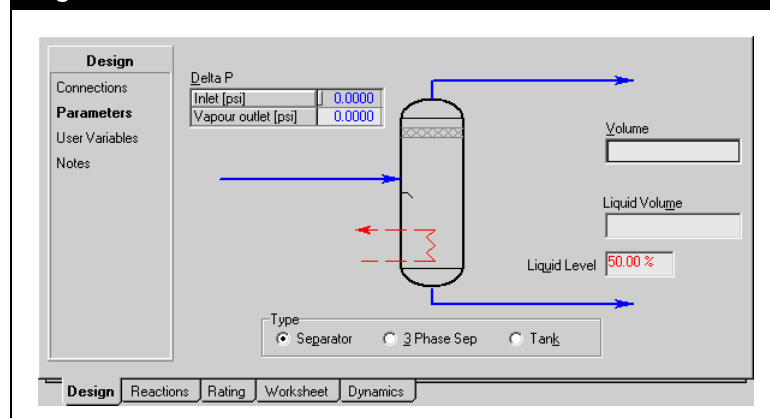 Design
Connections
Parameters
User Variables
Notes
Delta P
Inlet [psi] 0.0000
Vapour outlet [psi] 0.0000
Volume
Liquid Volume
Liquid Level 50.00 %
Type
Separator 3 Phase Sep Tank
Design Reactions Rating Worksheet Dynamics